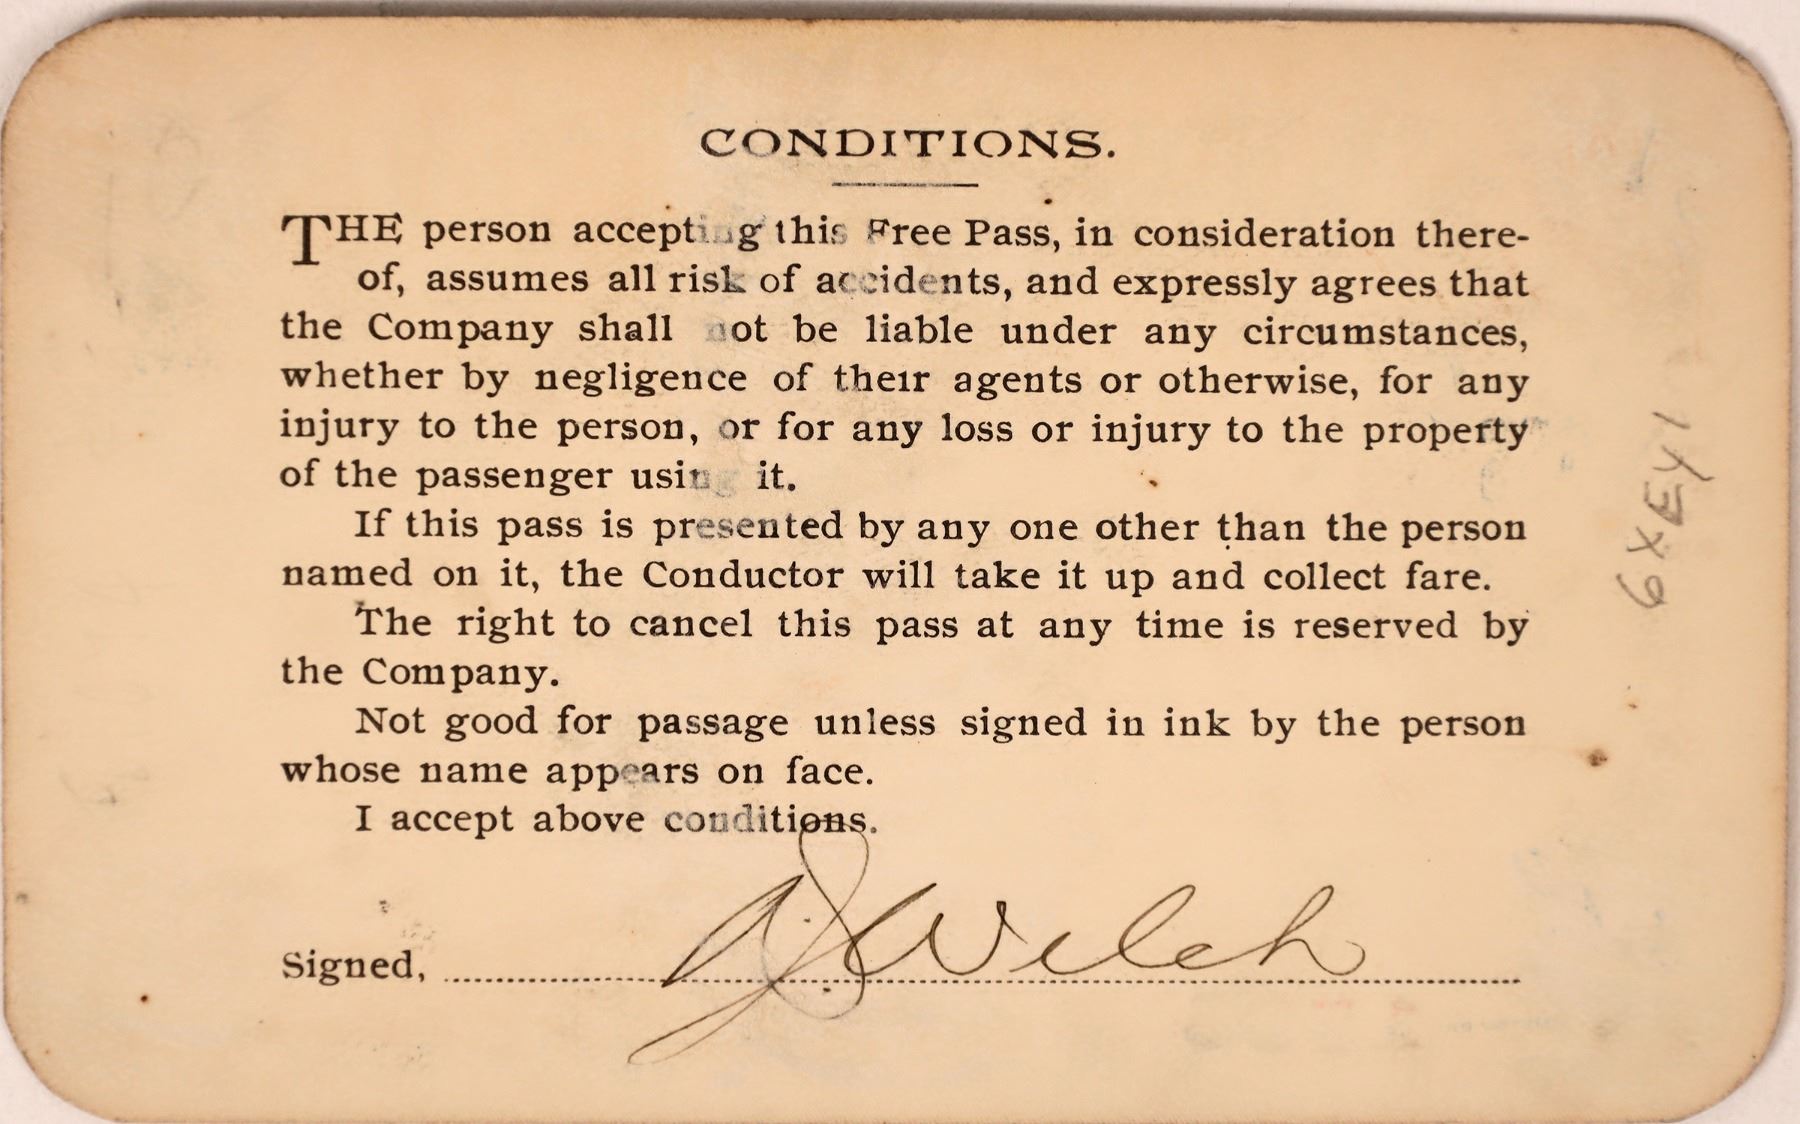 CONDITIONS.
THE person accepting this Free Pass, in consideration there-
of, assumes all risk of accidents, and expressly agrees that
the Company shall not be liable under any circumstances,
whether by negligence of their agents or otherwise, for any
injury to the person, or for any loss or injury to the property
of the passenger using it.
If this pass is presented by any one other than the person
named on it, the Conductor will take it up and collect fare.
The right to cancel this pass at any time is reserved by
the Company.
Not good for passage unless signed in ink by the person
whose name appears on face.
I accept above conditions.
Signed, Welch
6XEY1